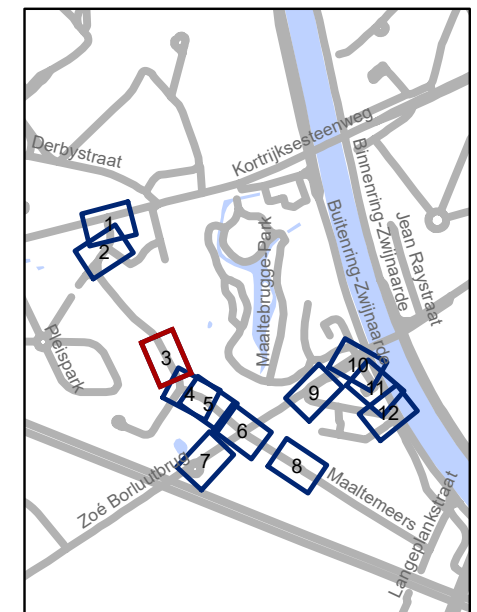 Kortrijksesteenweg
Derbystraat
Binnenring-Zwijnaarde
Buitenring-Zwijnaarde
Jean Raystraat
Maaltebrugge-Park
Pleispark
Zoé Borluutbrug
Maaltemeers
Langeplankstraat
1
2
3
4
5
6
7
8
9
10
11
12